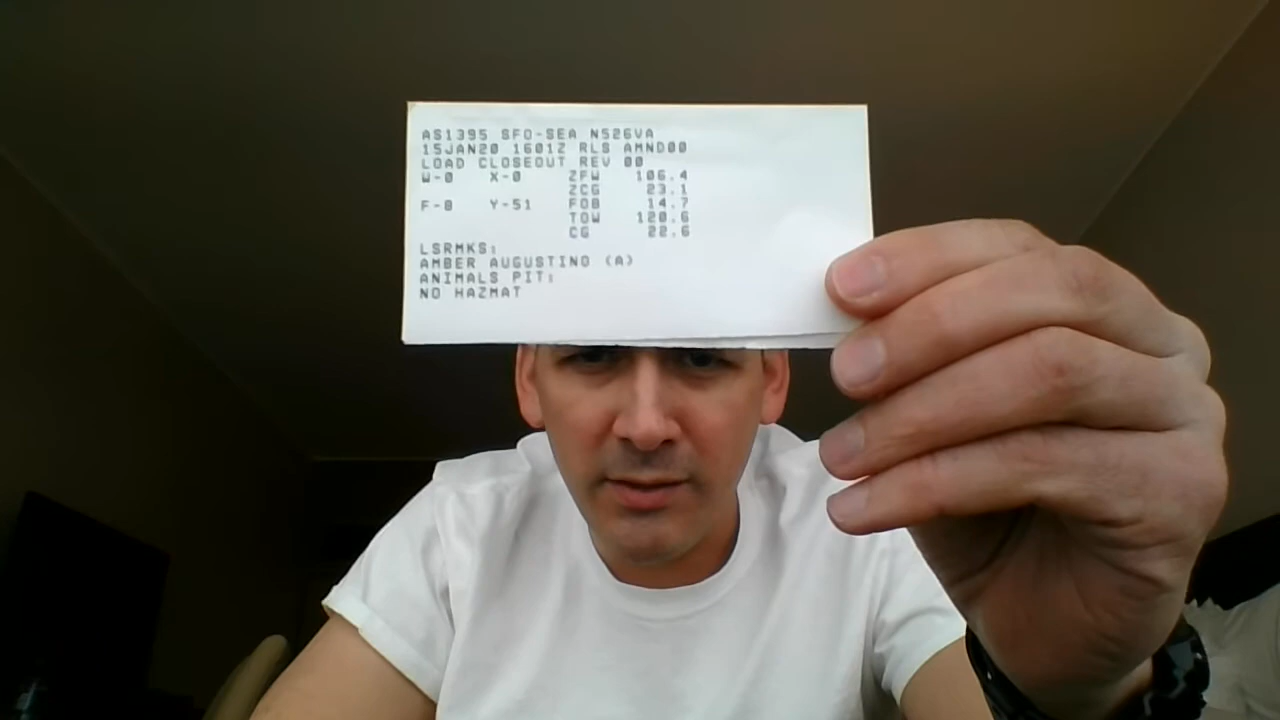 AS1395 SFO-SEA N526VA
15JAN20 1601Z RLS AMND00
LOAD CLOSEOUT REV 00
W-0 X-0 ZFW 106.4
ZCG 23.1
F-8 Y-51 FOB 14.7
TOW 120.6
CG 22.6
LSRMKS:
AMBER AUGUSTINO (A)
ANIMALS PIT:
NO HAZMAT